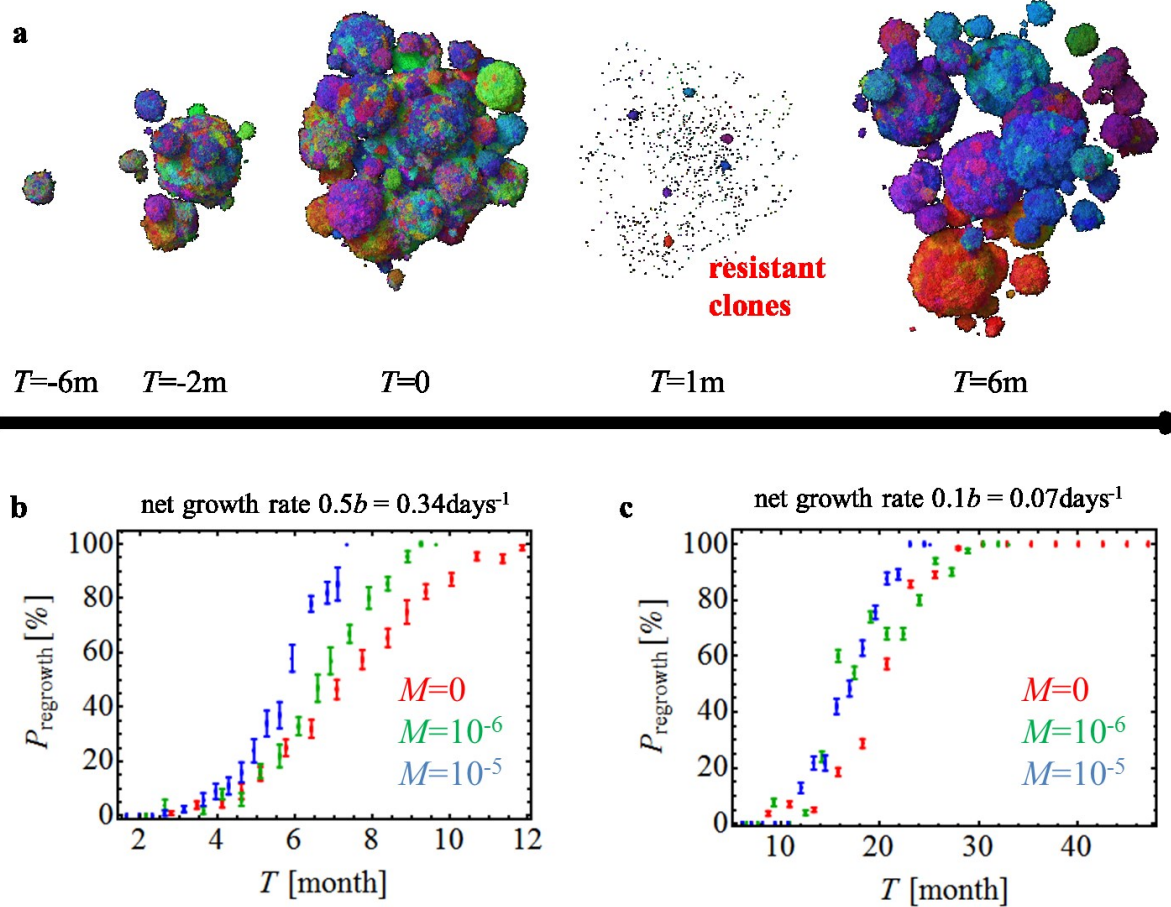 a
resistant
clones
T=-6m T=-2m T=0 T=1m T=6m
b net growth rate 0.5b = 0.34days⁻¹
100
80
60
40
20
0
P_regrowth [%]
M=0
M=10⁻⁶
M=10⁻⁵
2 4 6 8 10 12
T [month]
c net growth rate 0.1b = 0.07days⁻¹
100
80
60
40
20
0
P_regrowth [%]
M=0
M=10⁻⁶
M=10⁻⁵
10 20 30 40
T [month]